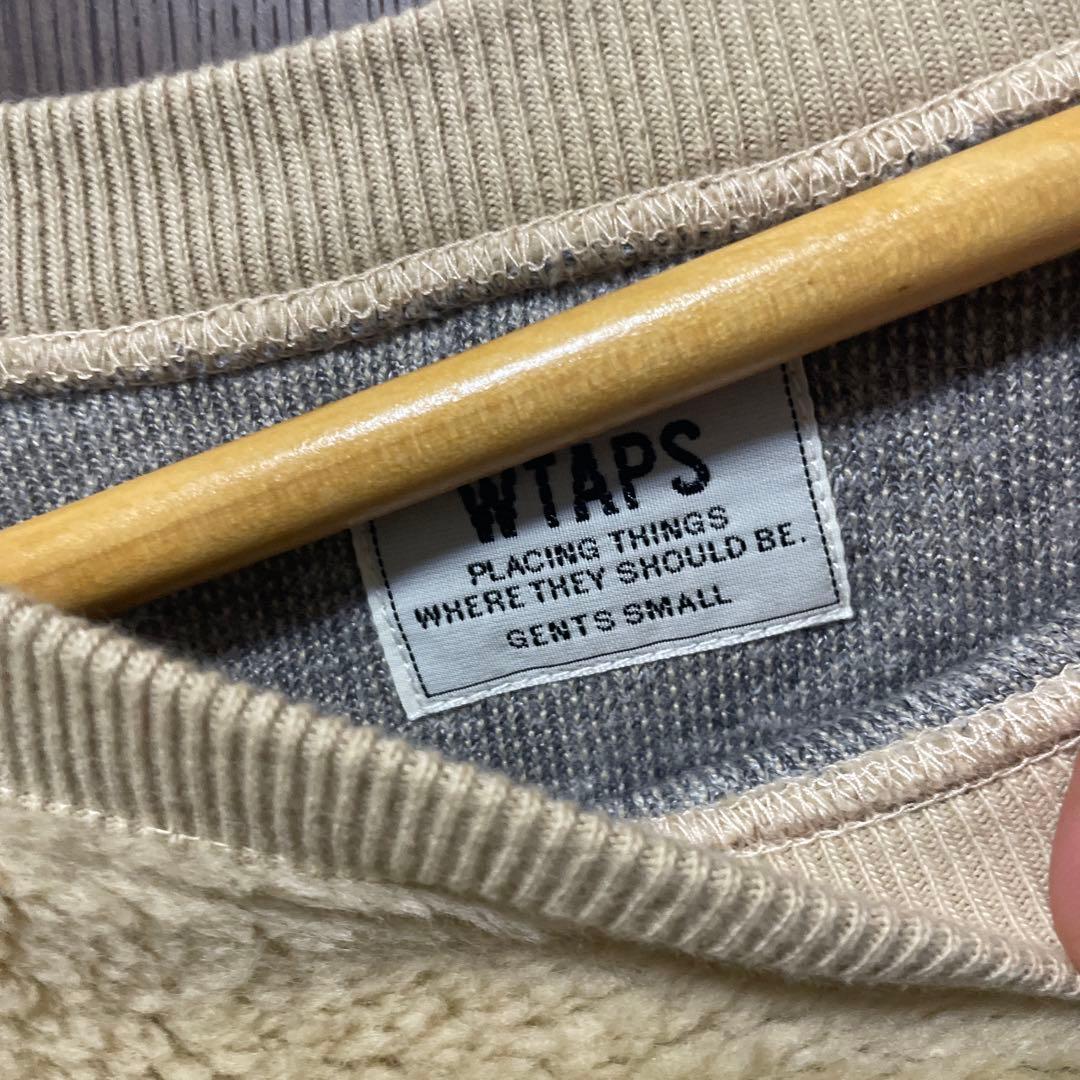 WTAPS
PLACING THINGS
WHERE THEY SHOULD BE.
GENTS SMALL